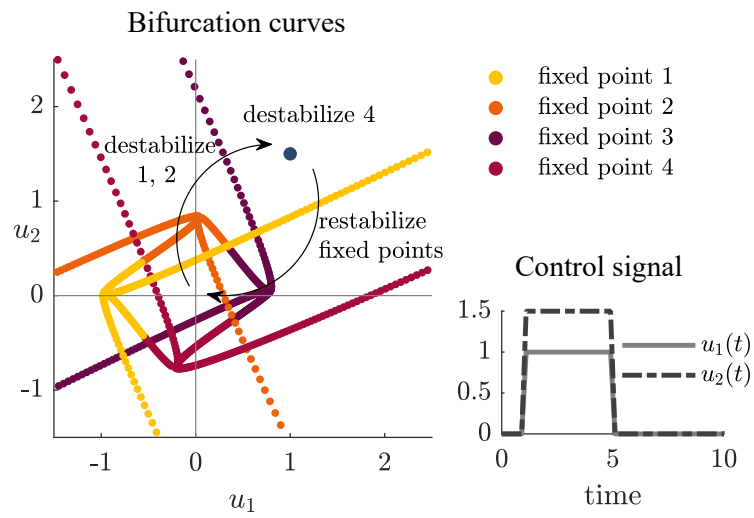 Bifurcation curves
fixed point 1
fixed point 2
fixed point 3
fixed point 4
destabilize 4
destabilize
1, 2
restabilize
fixed points
2
1
0
-1
u2
-1
0
1
2
u1
Control signal
1.5
1
0.5
0
u1(t)
u2(t)
0
5
10
time